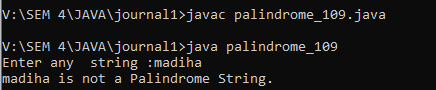 V:\SEM 4\JAVA\journal1>javac palindrome_109.java
V:\SEM 4\JAVA\journal1>java palindrome_109
Enter any  string :madiha
madiha is not a Palindrome String.